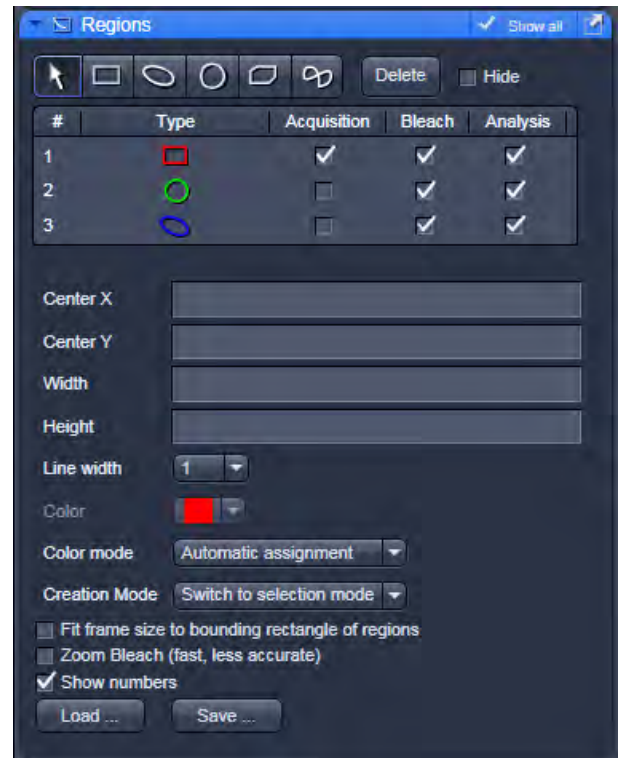 Regions Show all
Delete Hide
# Type Acquisition Bleach Analysis
1
2
3
Center X
Center Y
Width
Height
Line width 1
Color
Color mode Automatic assignment
Creation Mode Switch to selection mode
Fit frame size to bounding rectangle of regions
Zoom Bleach (fast, less accurate)
Show numbers
Load ... Save ...